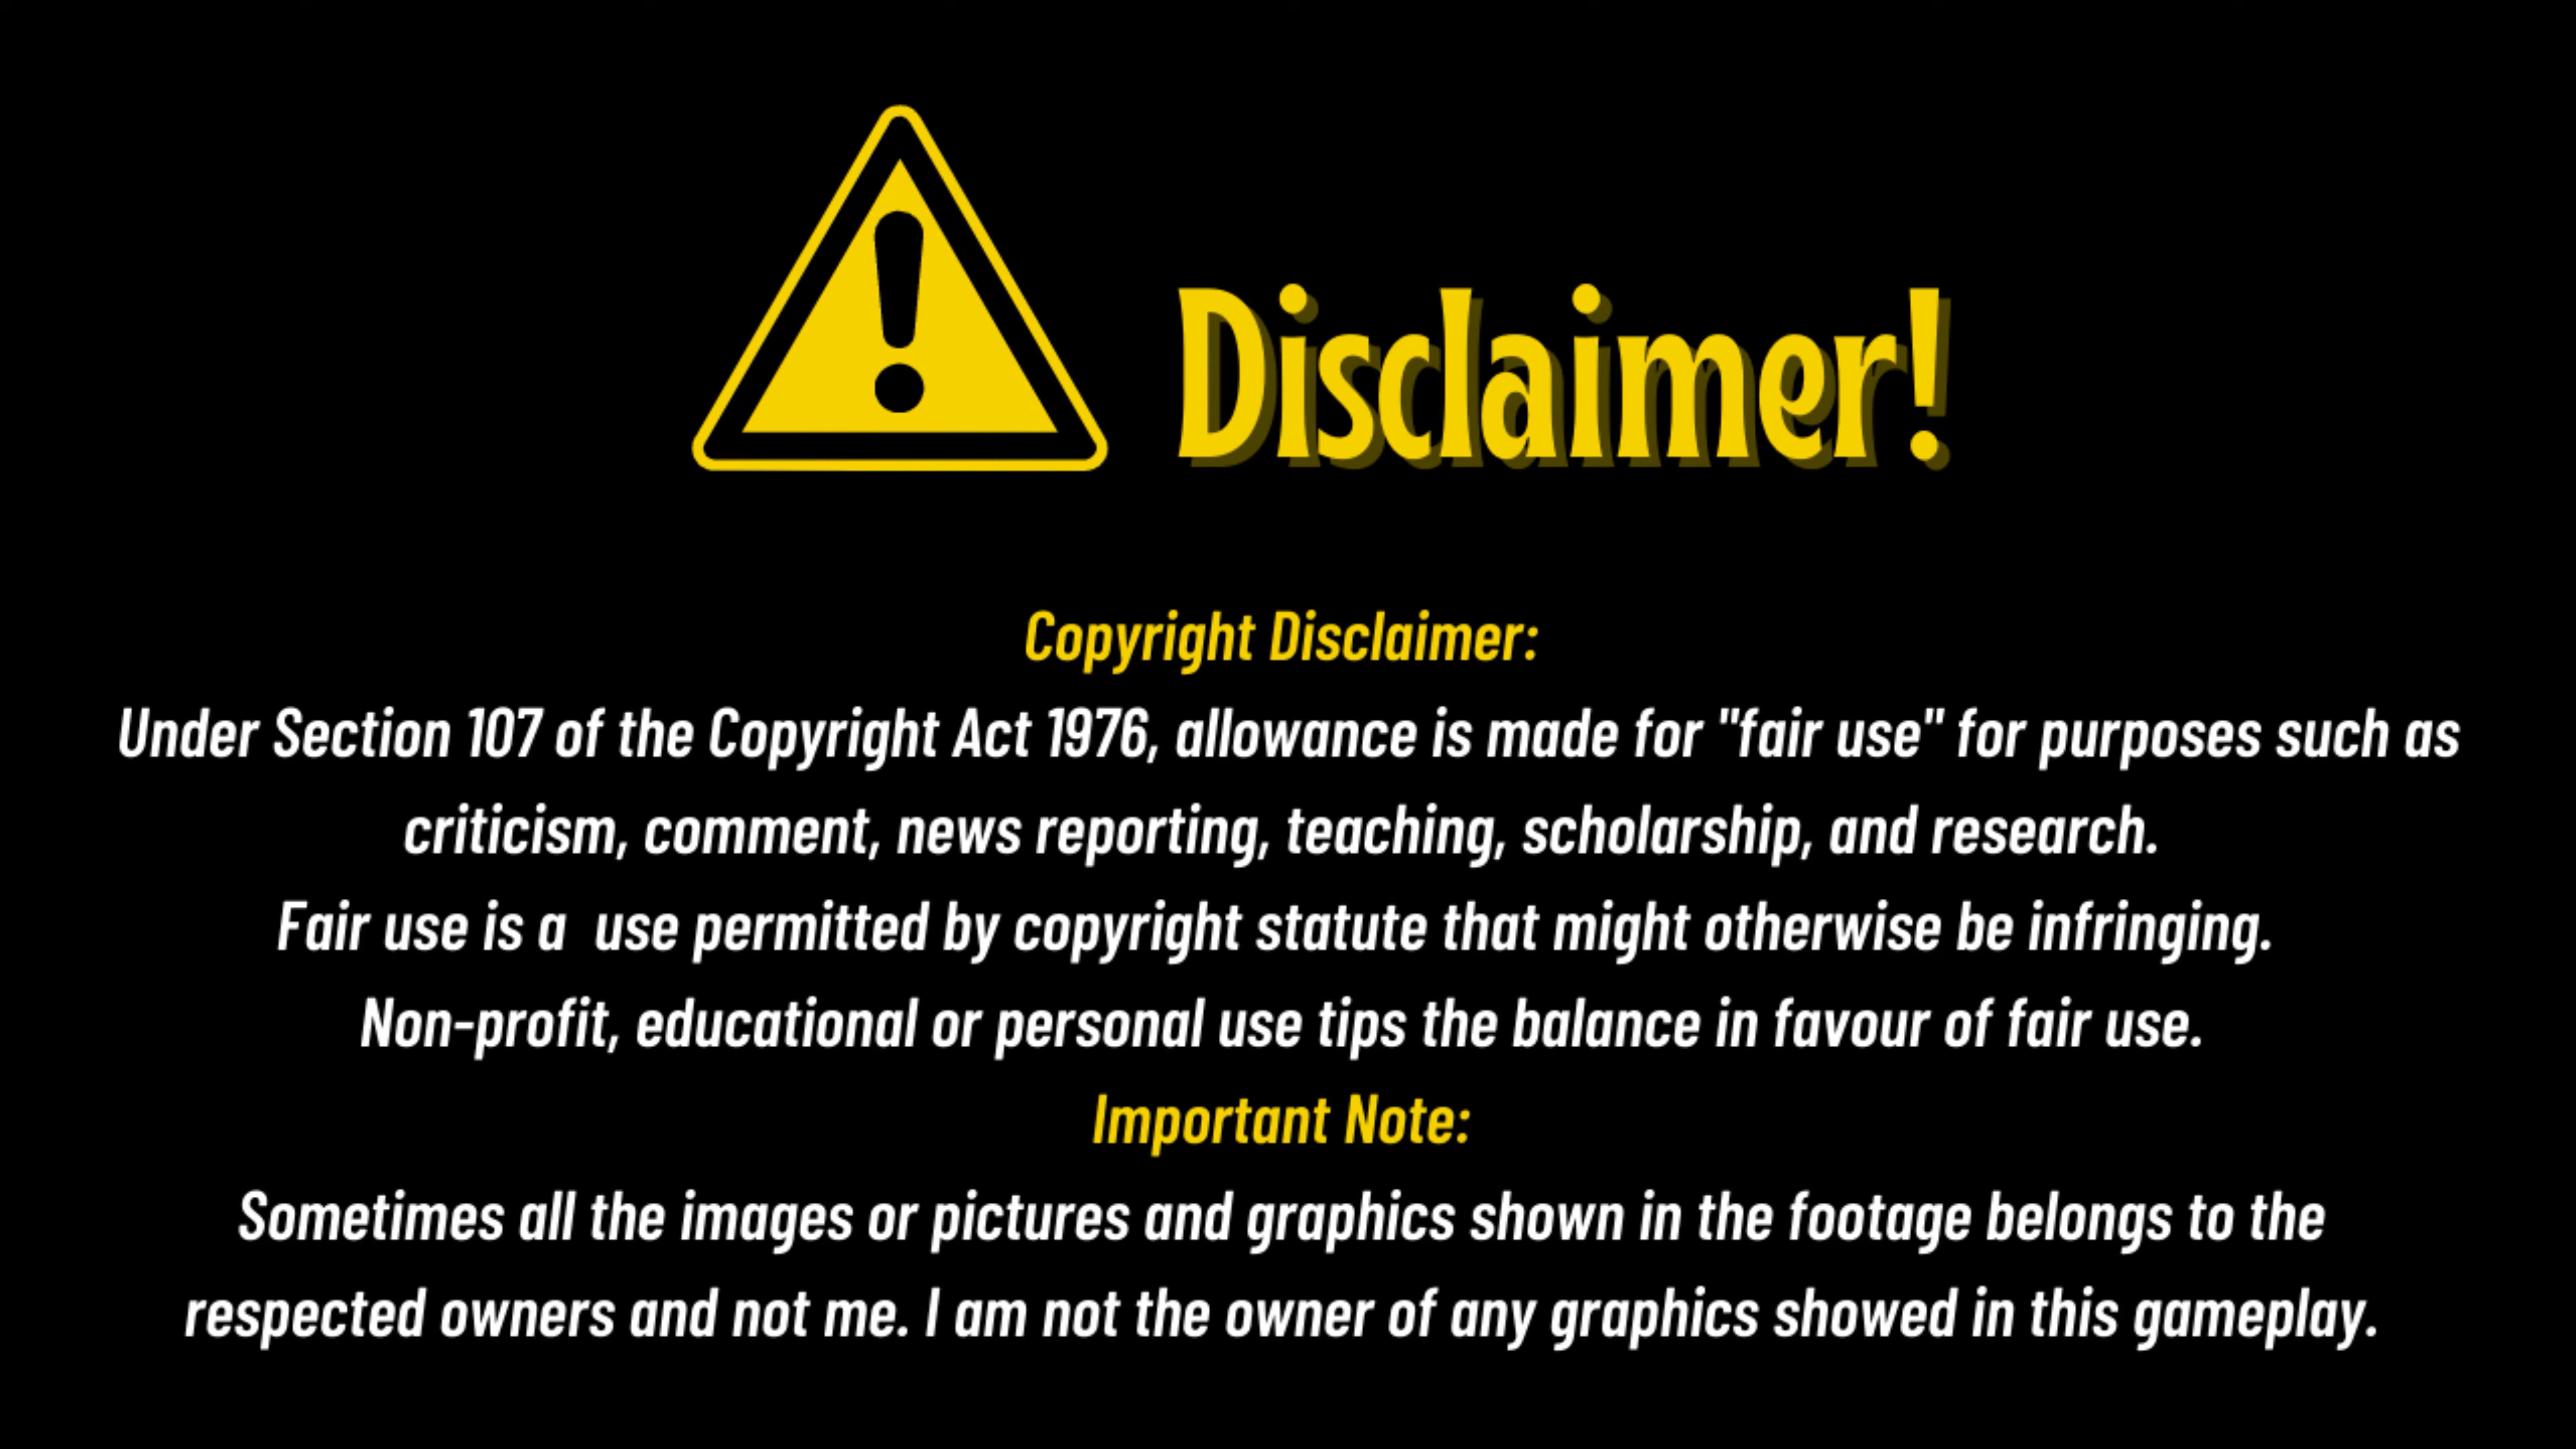 Disclaimer!
Copyright Disclaimer:
Under Section 107 of the Copyright Act 1976, allowance is made for "fair use" for purposes such as
criticism, comment, news reporting, teaching, scholarship, and research.
Fair use is a  use permitted by copyright statute that might otherwise be infringing.
Non-profit, educational or personal use tips the balance in favour of fair use.
Important Note:
Sometimes all the images or pictures and graphics shown in the footage belongs to the
respected owners and not me. I am not the owner of any graphics showed in this gameplay.